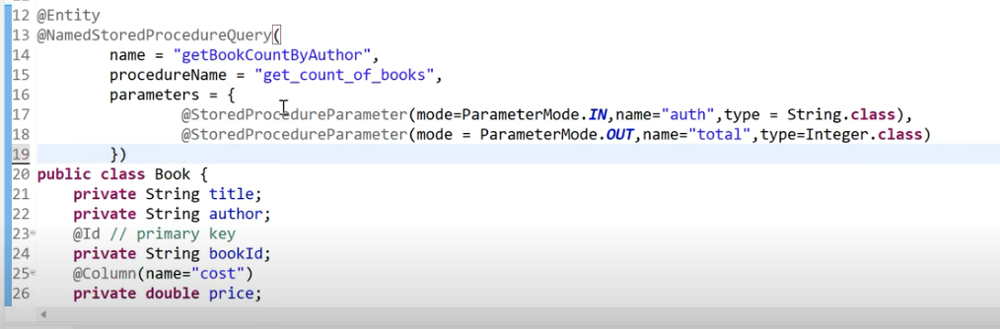 12 @Entity
13 @NamedStoredProcedureQuery(
14 name = "getBookCountByAuthor",
15 procedureName = "get_count_of_books",
16 parameters = {
17 @StoredProcedureParameter(mode=ParameterMode.IN,name="auth",type = String.class),
18 @StoredProcedureParameter(mode = ParameterMode.OUT,name="total",type=Integer.class)
19 })
20 public class Book {
21 private String title;
22 private String author;
23 @Id // primary key
24 private String bookId;
25 @Column(name="cost")
26 private double price;